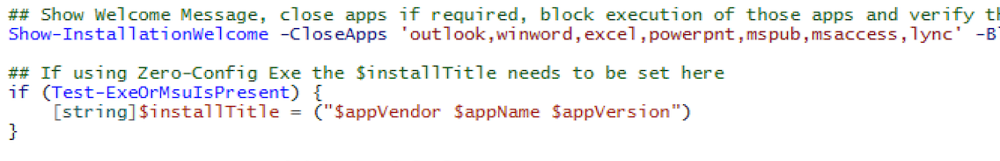 ## Show Welcome Message, close apps if required, block execution of those apps and verify
Show-InstallationWelcome -CloseApps 'outlook,winword,excel,powerpnt,mspub,msaccess,lync'
## If using Zero-Config Exe the $installTitle needs to be set here
if (Test-ExeOrMsuIsPresent) {
[string]$installTitle = ("$appVendor $appName $appVersion")
}